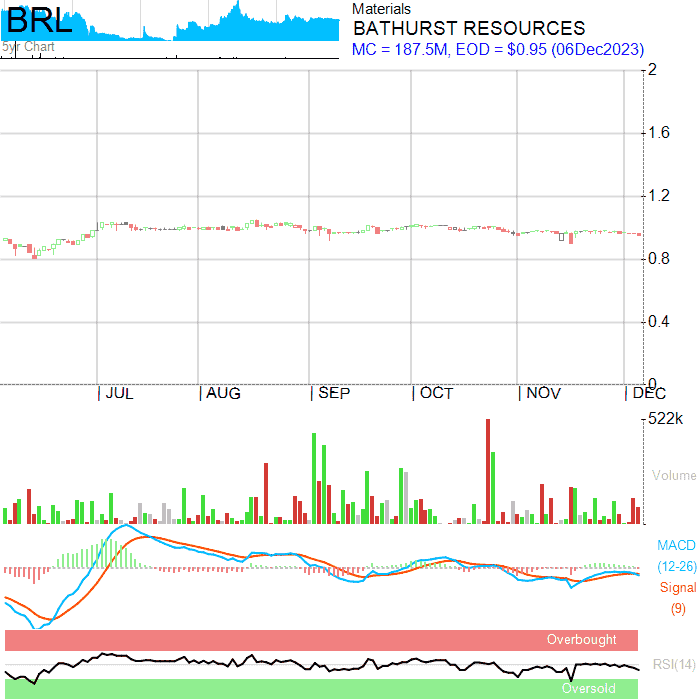 BRL
5yr Chart
Materials
BATHURST RESOURCES
MC = 187.5M, EOD = $0.95 (06Dec2023)
2
1.6
1.2
0.8
0.4
0
JUL AUG SEP OCT NOV DEC
522k
Volume
MACD
(12-26)
Signal
(9)
Overbought
RSI(14)
Oversold